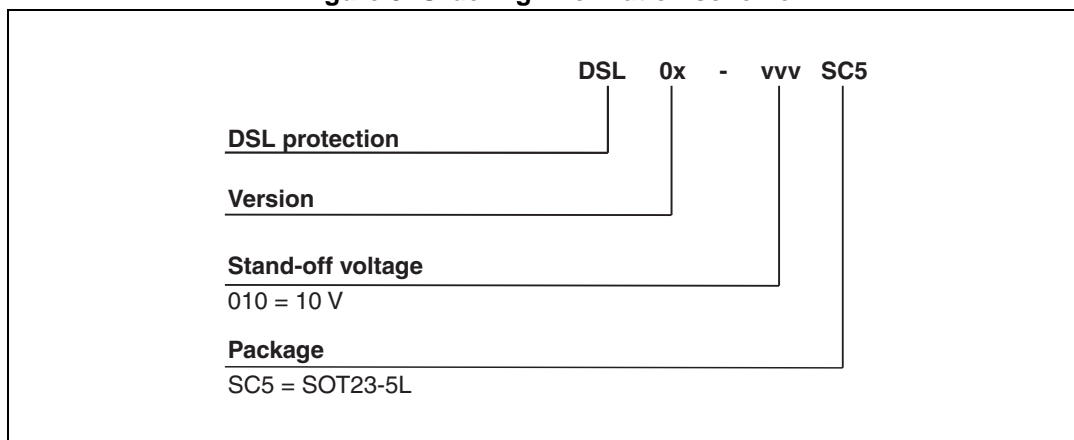 DSL 0x - vvv SC5
DSL protection
Version
Stand-off voltage
010 = 10 V
Package
SC5 = SOT23-5L